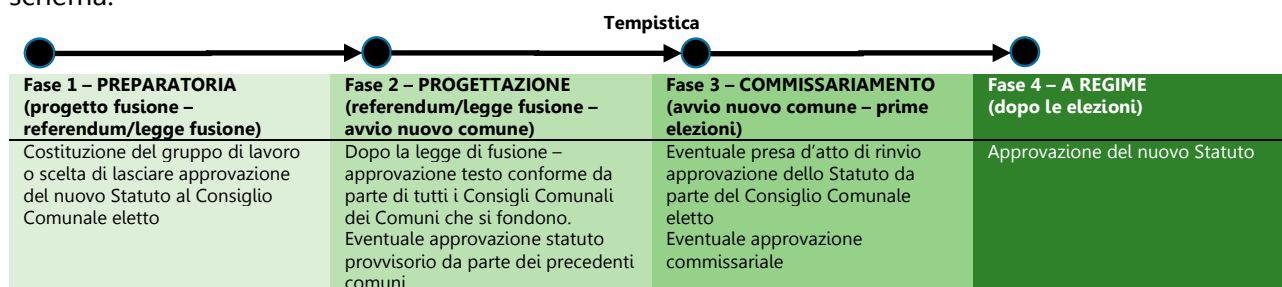 schema:
Tempistica
Fase 1 – PREPARATORIA
(progetto fusione –
referendum/legge fusione)
Costituzione del gruppo di lavoro
o scelta di lasciare approvazione
del nuovo Statuto al Consiglio
Comunale eletto
Fase 2 – PROGETTAZIONE
(referendum/legge fusione –
avvio nuovo comune)
Dopo la legge di fusione –
approvazione testo conforme da
parte di tutti i Consigli Comunali
dei Comuni che si fondono.
Eventuale approvazione statuto
provvisorio da parte dei precedenti
comuni
Fase 3 – COMMISSARIAMENTO
(avvio nuovo comune – prime
elezioni)
Eventuale presa d'atto di rinvio
approvazione dello Statuto da
parte del Consiglio Comunale
eletto
Eventuale approvazione
commissariale
Fase 4 – A REGIME
(dopo le elezioni)
Approvazione del nuovo Statuto